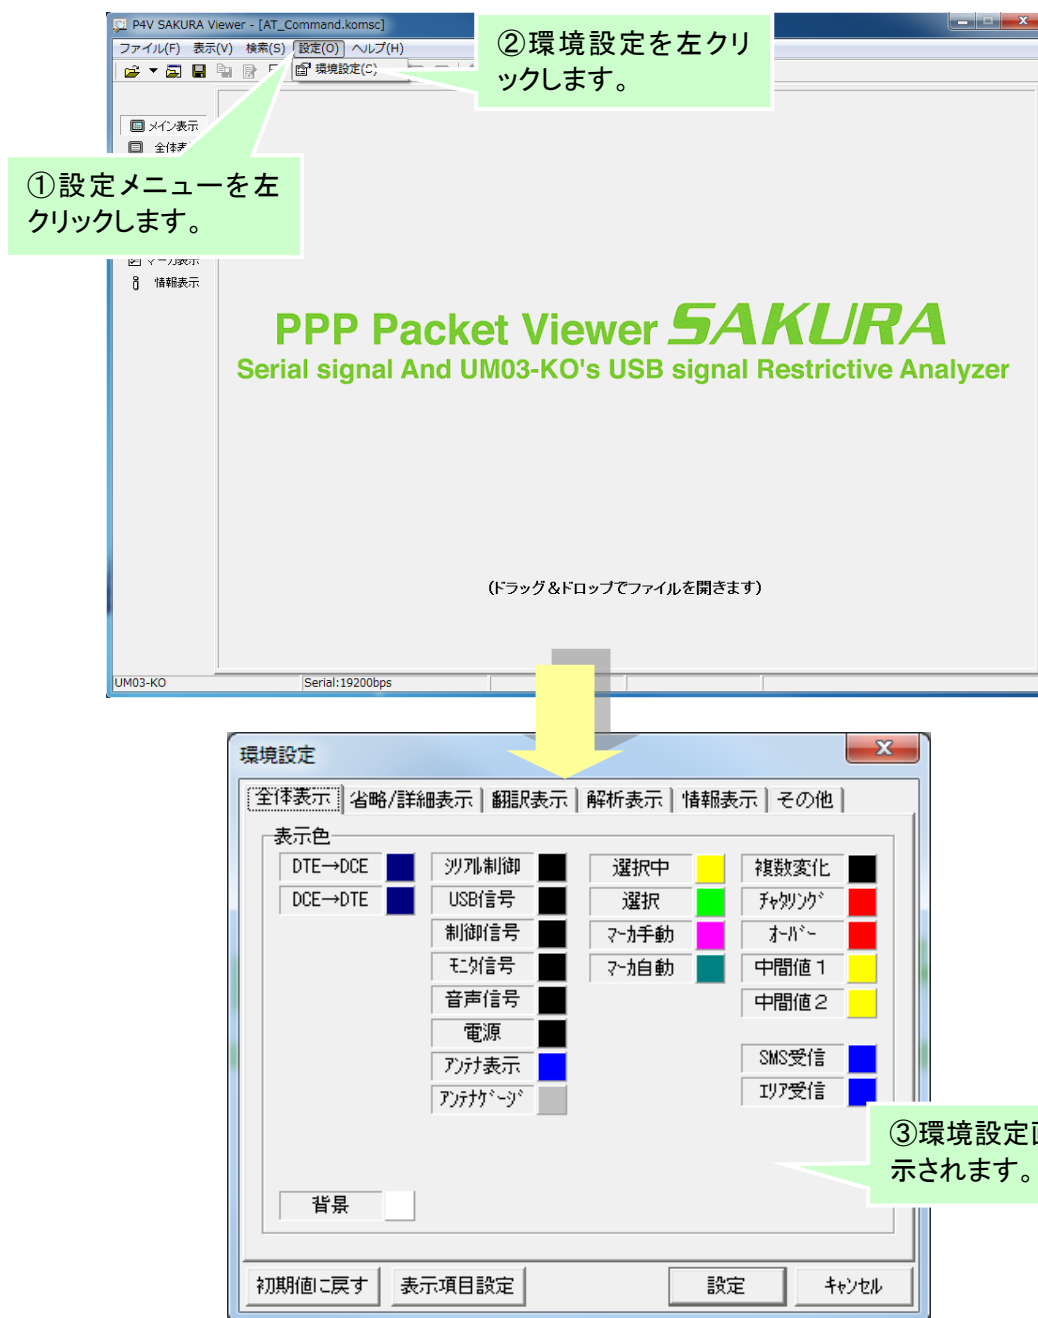 P4V SAKURA Viewer - [AT_Command.komsc]
ファイル(F) 表示(V) 検索(S) 設定(O) ヘルプ(H)
環境設定(C)
②環境設定を左クリ
ックします。
メイン表示
全体表
①設定メニューを左
クリックします。
マーカ表示
情報表示
PPP Packet Viewer SAKURA
Serial signal And UM03-KO's USB signal Restrictive Analyzer
(ドラッグ&ドロップでファイルを開きます)
UM03-KO Serial:19200bps
環境設定
全体表示 省略/詳細表示 翻訳表示 解析表示 情報表示 その他
表示色
DTE→DCE ｼﾘｱﾙ制御 選択中 複数変化
DCE→DTE USB信号 選択 ﾁｬﾀﾘﾝｸﾞ
制御信号 ﾏｰｶ手動 ｵｰﾊﾞｰ
ﾓﾆﾀ信号 ﾏｰｶ自動 中間値１
音声信号 中間値２
電源
ｱﾝﾃﾅ表示 SMS受信
ｱﾝﾃﾅｹﾞｰｼﾞ ｴﾘｱ受信
③環境設定
示されます。
背景
初期値に戻す 表示項目設定 設定 ｷｬﾝｾﾙ